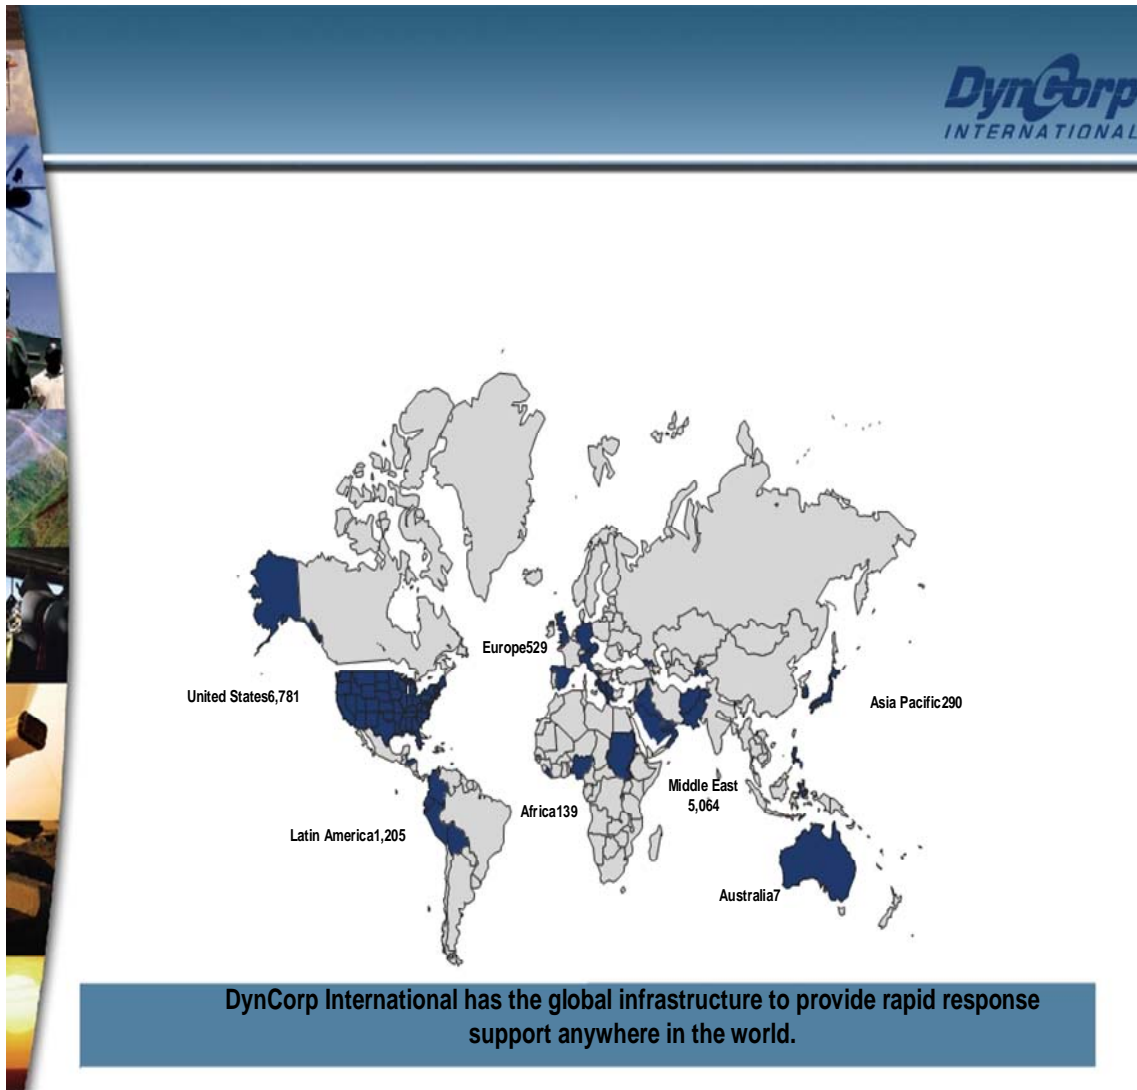 DynCorp
INTERNATIONAL
Europe529
United States6,781
Asia Pacific290
Middle East
5,064
Africa139
Latin America1,205
Australia7
DynCorp International has the global infrastructure to provide rapid response
support anywhere in the world.